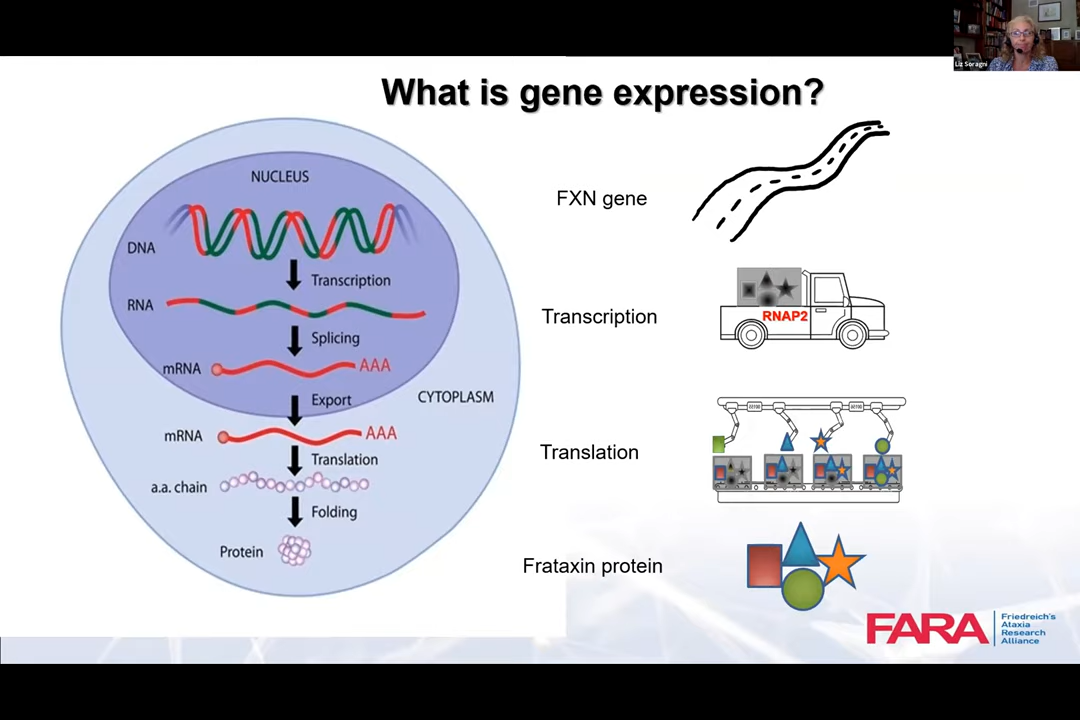 Liz Soragni
What is gene expression?
NUCLEUS
DNA
Transcription
RNA
Splicing
mRNA
AAA
Export
CYTOPLASM
mRNA
AAA
Translation
a.a. chain
Folding
Protein
FXN gene
Transcription
RNAP2
Translation
Frataxin protein
FARA
Friedreich's
Ataxia
Research
Alliance